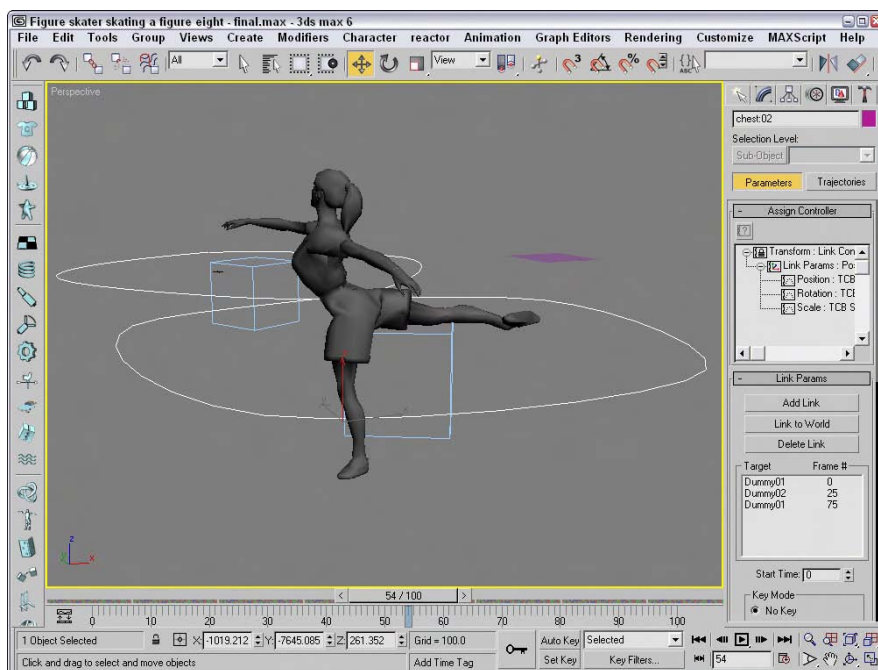 Figure skater skating a figure eight - final.max - 3ds max 6
File Edit Tools Group Views Create Modifiers Character reactor Animation Graph Editors Rendering Customize MAXScript Help
All
View
3
%
ABC
Perspective
chest:02
Selection Level:
Sub-Object
Parameters Trajectories
- Assign Controller
?
Transform : Link Con
Link Params : Po:
Position : TCB
Rotation : TCB
Scale : TCB S
- Link Params
Add Link
Link to World
Delete Link
Target Frame #
Dummy01 0
Dummy02 25
Dummy01 75
Start Time: 0
Key Mode
No Key
z
y x
< 54 / 100 >
0 10 20 30 40 50 60 70 80 90 100
1 Object Selected X: -1019.212 Y: -7645.085 Z: 261.352 Grid = 100.0 Auto Key Selected
Click and drag to select and move objects Add Time Tag Set Key Key Filters... 54